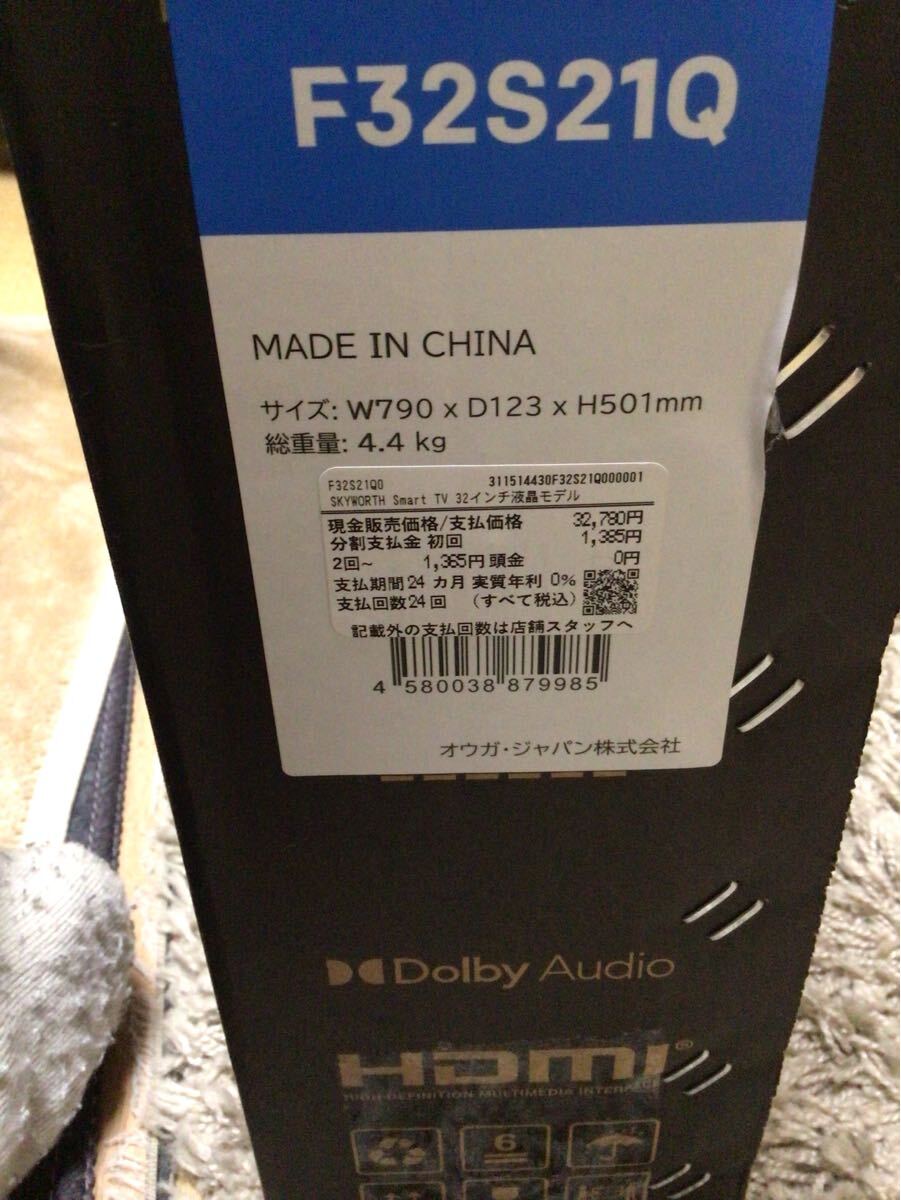 F32S21Q
MADE IN CHINA
サイズ: W790 x D123 x H501mm
総重量: 4.4 kg
F32S21Q0 311514430F32S21Q000001
SKYWORTH Smart TV 32インチ液晶モデル
現金販売価格/支払価格 32,780円
分割支払金 初回 1,385円
2回~ 1,365円 頭金 0円
支払期間24 カ月 実質年利 0%
支払回数24 回 (すべて税込)
記載外の支払回数は店舗スタッフへ
4 580038 879985
オウガ・ジャパン株式会社
Dolby Audio
HDMI®
HIGH-DEFINITION MULTIMEDIA INTERFACE
6